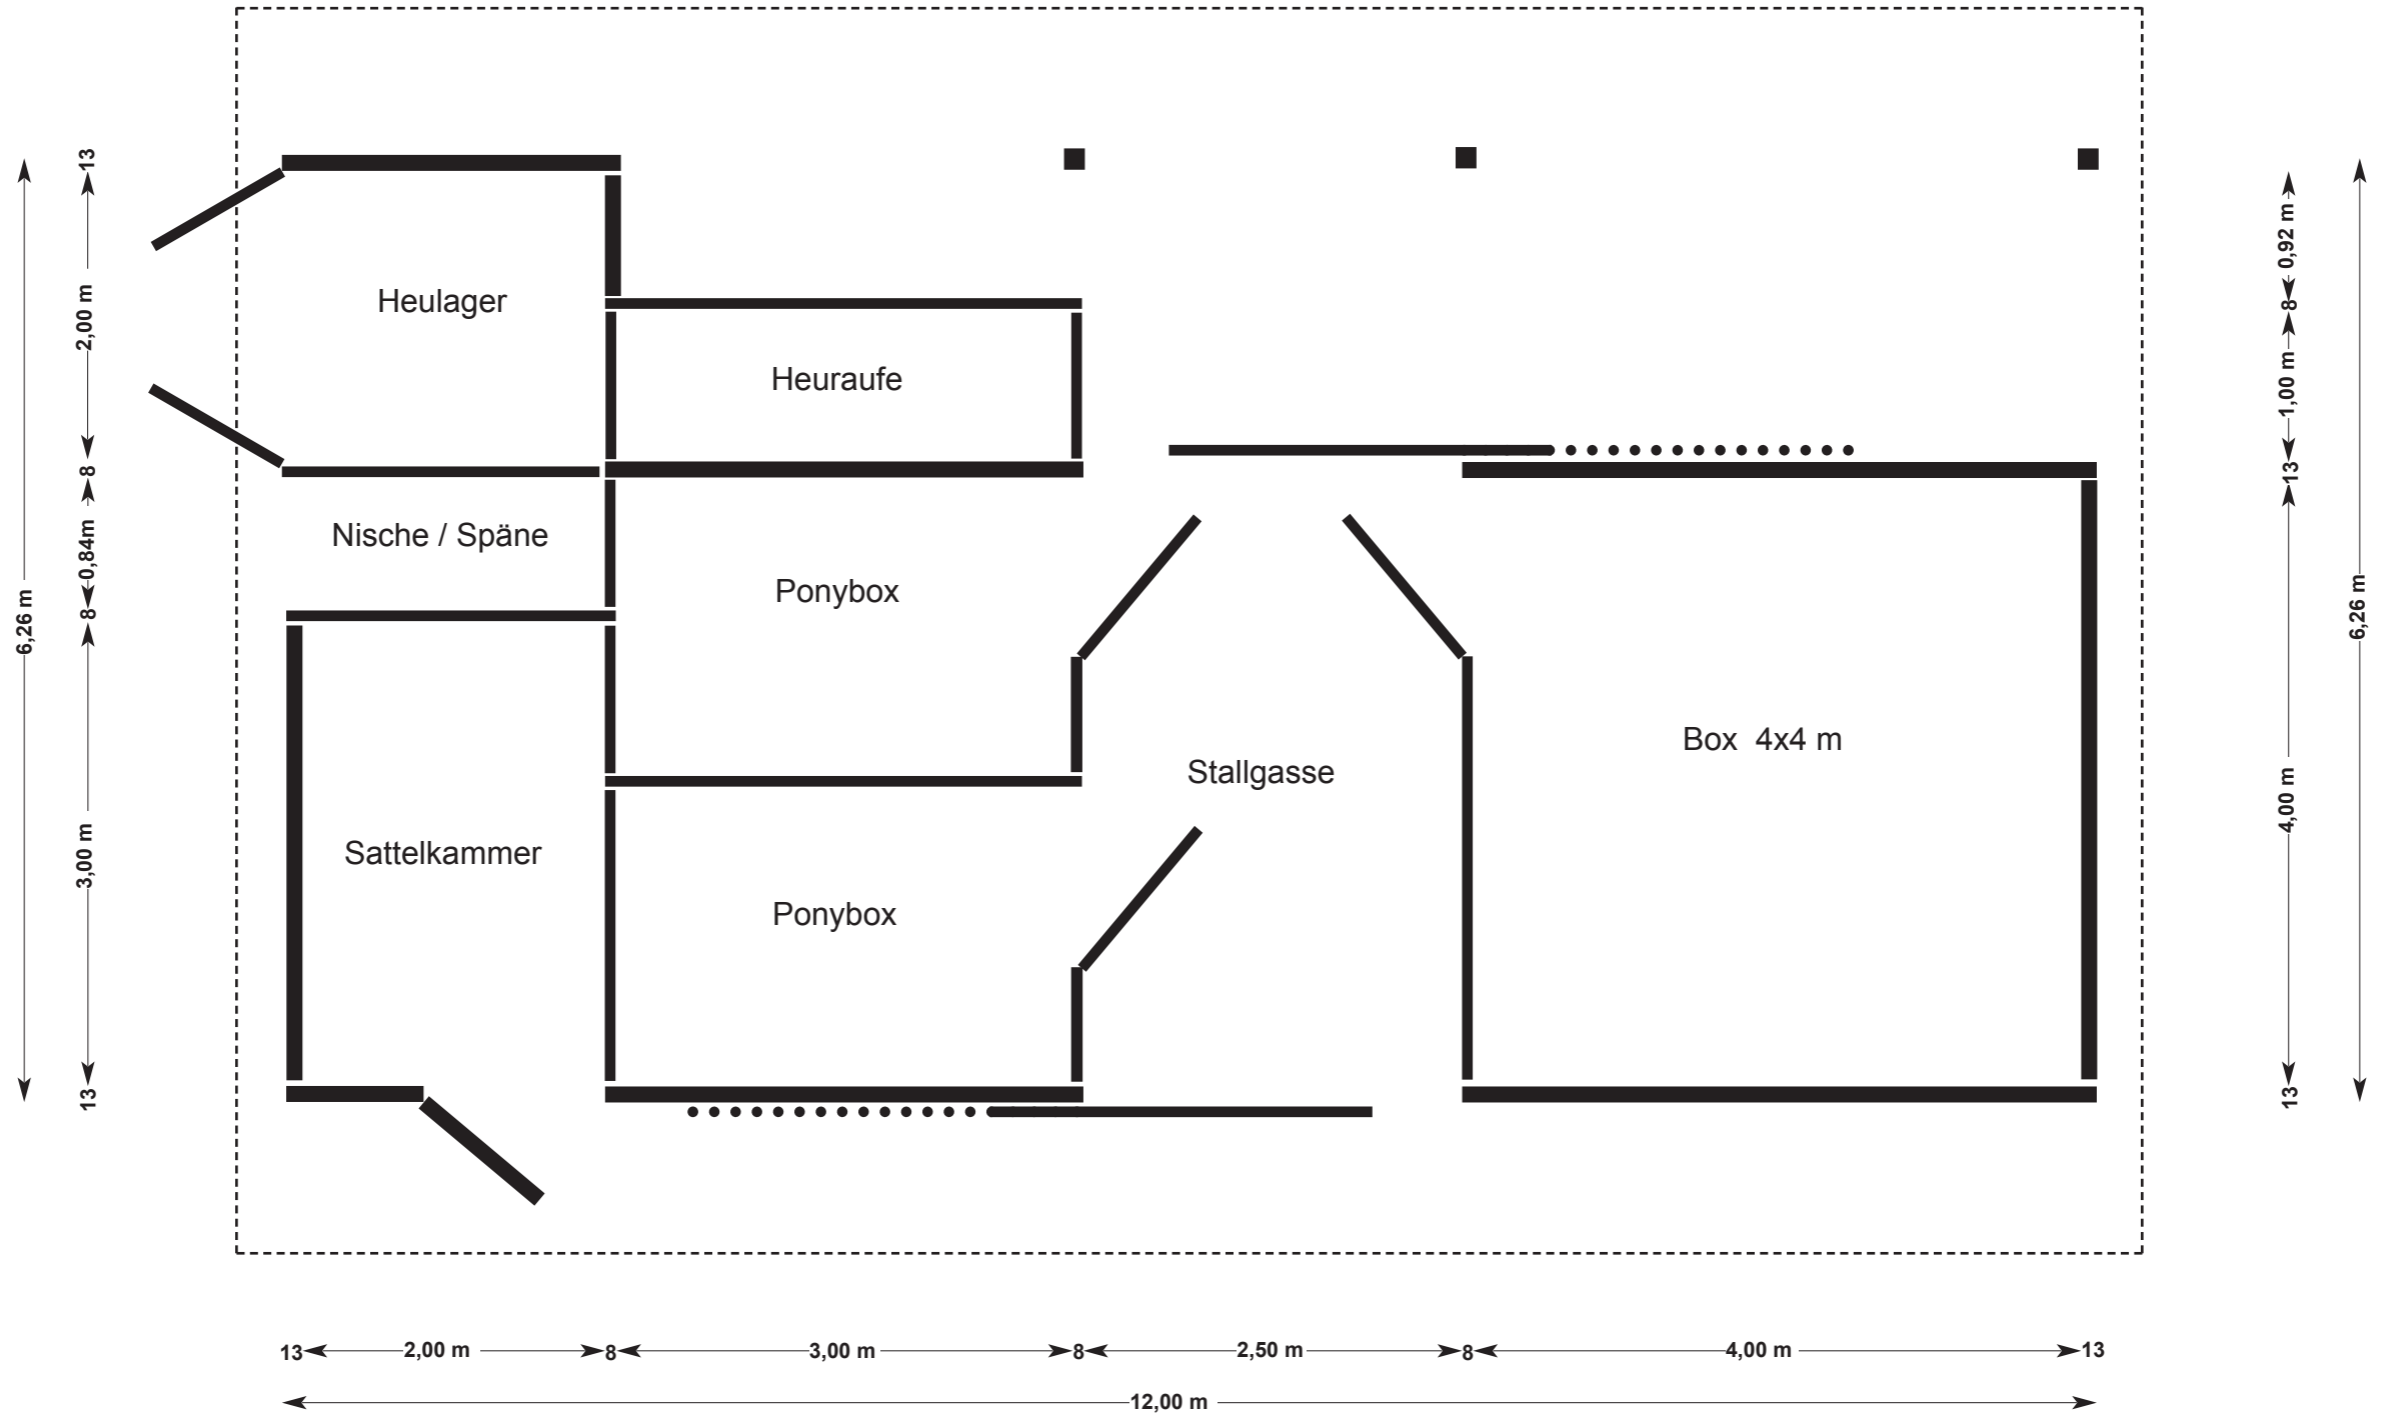 Heulager
Heuraufe
Nische / Späne
Ponybox
Box  4x4 m
Stallgasse
Sattelkammer
Ponybox
6,26 m
13
2,00 m
8
0,84m
8
3,00 m
13
0,92 m
8
1,00 m
13
4,00 m
13
6,26 m
13
2,00 m
8
3,00 m
8
2,50 m
8
4,00 m
13
12,00 m